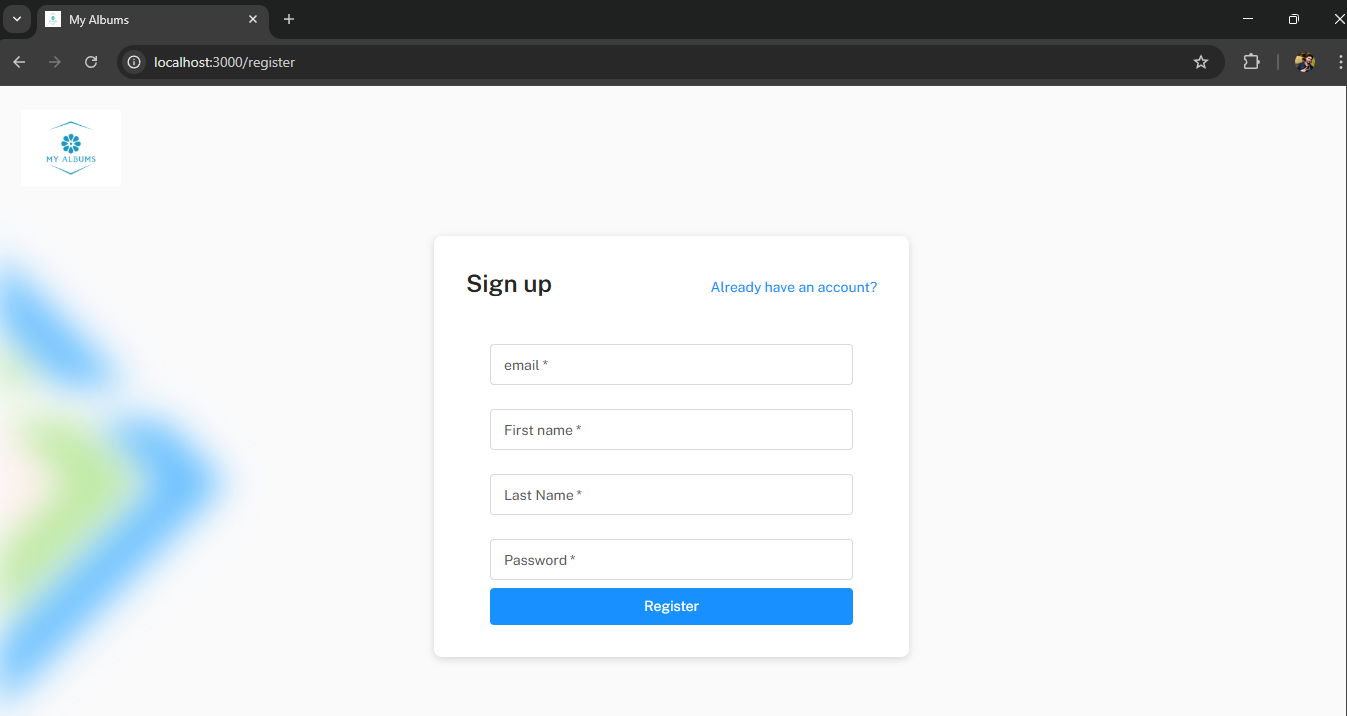 My Albums
localhost:3000/register
MY ALBUMS
Sign up
Already have an account?
email *
First name *
Last Name *
Password *
Register